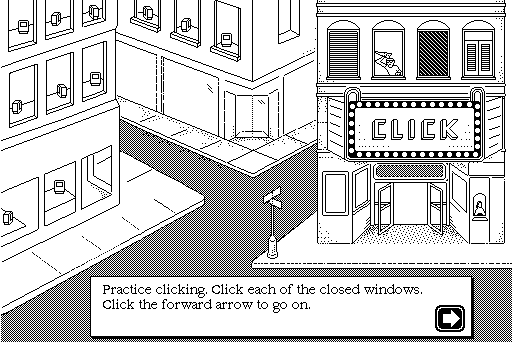 CLICK
Practice clicking. Click each of the closed windows.
Click the forward arrow to go on.